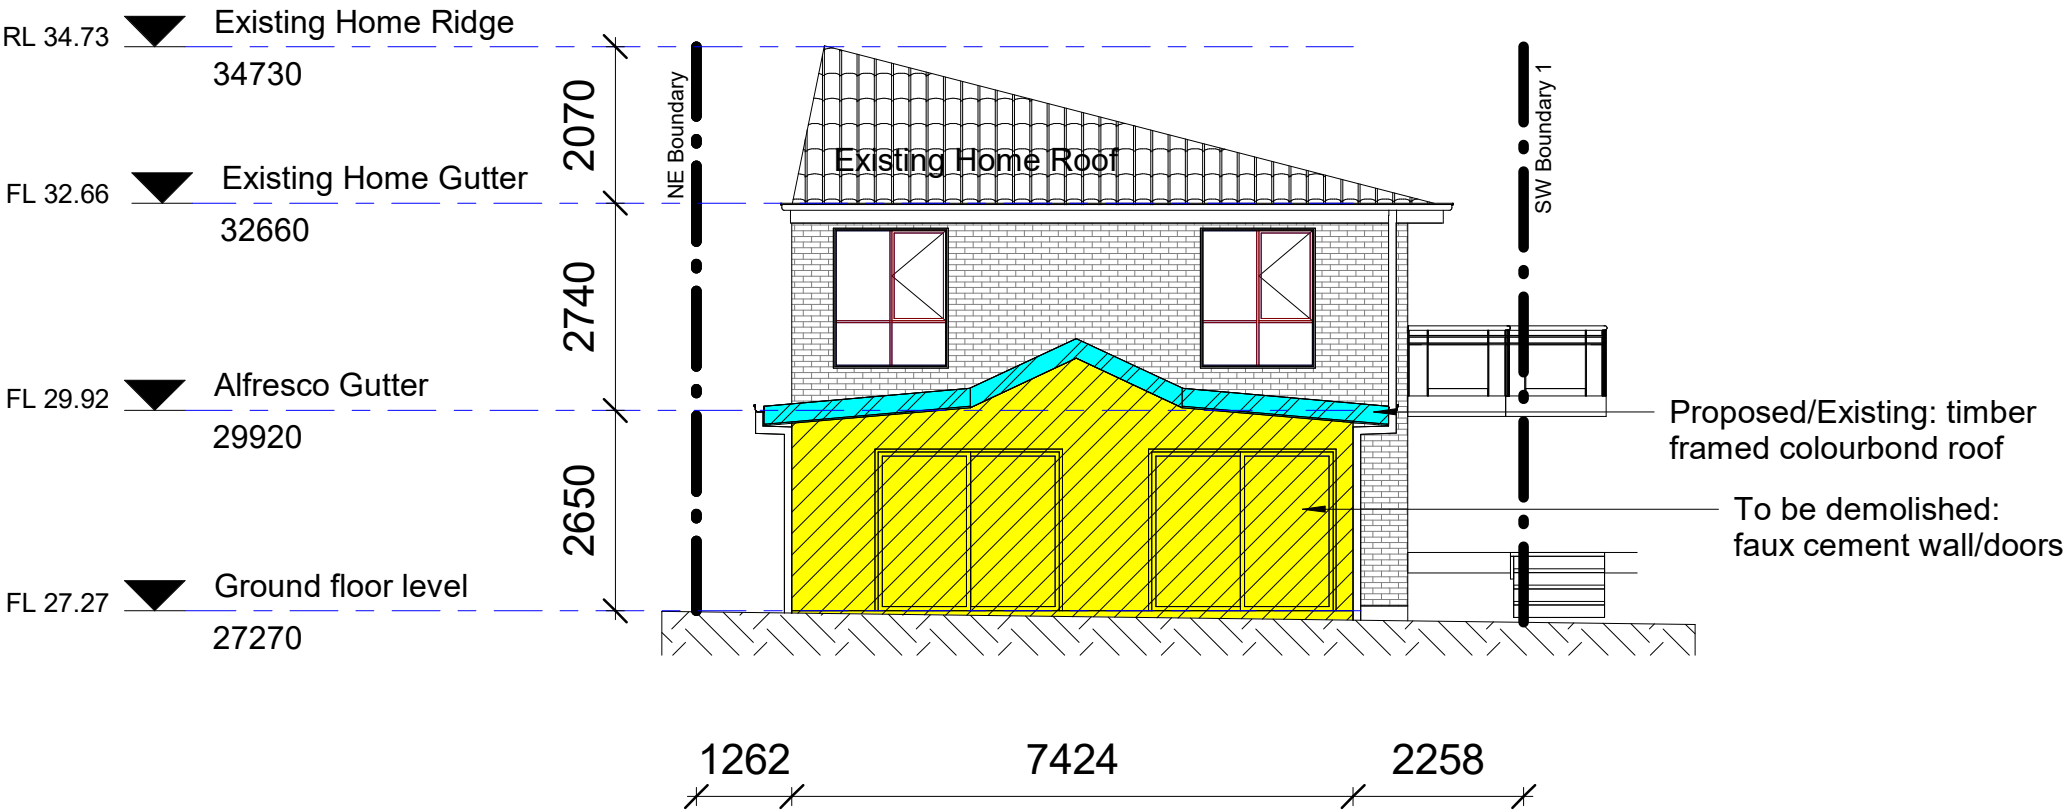 RL 34.73
Existing Home Ridge
34730
2070
NE Boundary
SW Boundary 1
Existing Home Roof
FL 32.66
Existing Home Gutter
32660
2740
FL 29.92
Alfresco Gutter
29920
Proposed/Existing: timber
framed colourbond roof
2650
To be demolished:
faux cement wall/doors
FL 27.27
Ground floor level
27270
1262
7424
2258